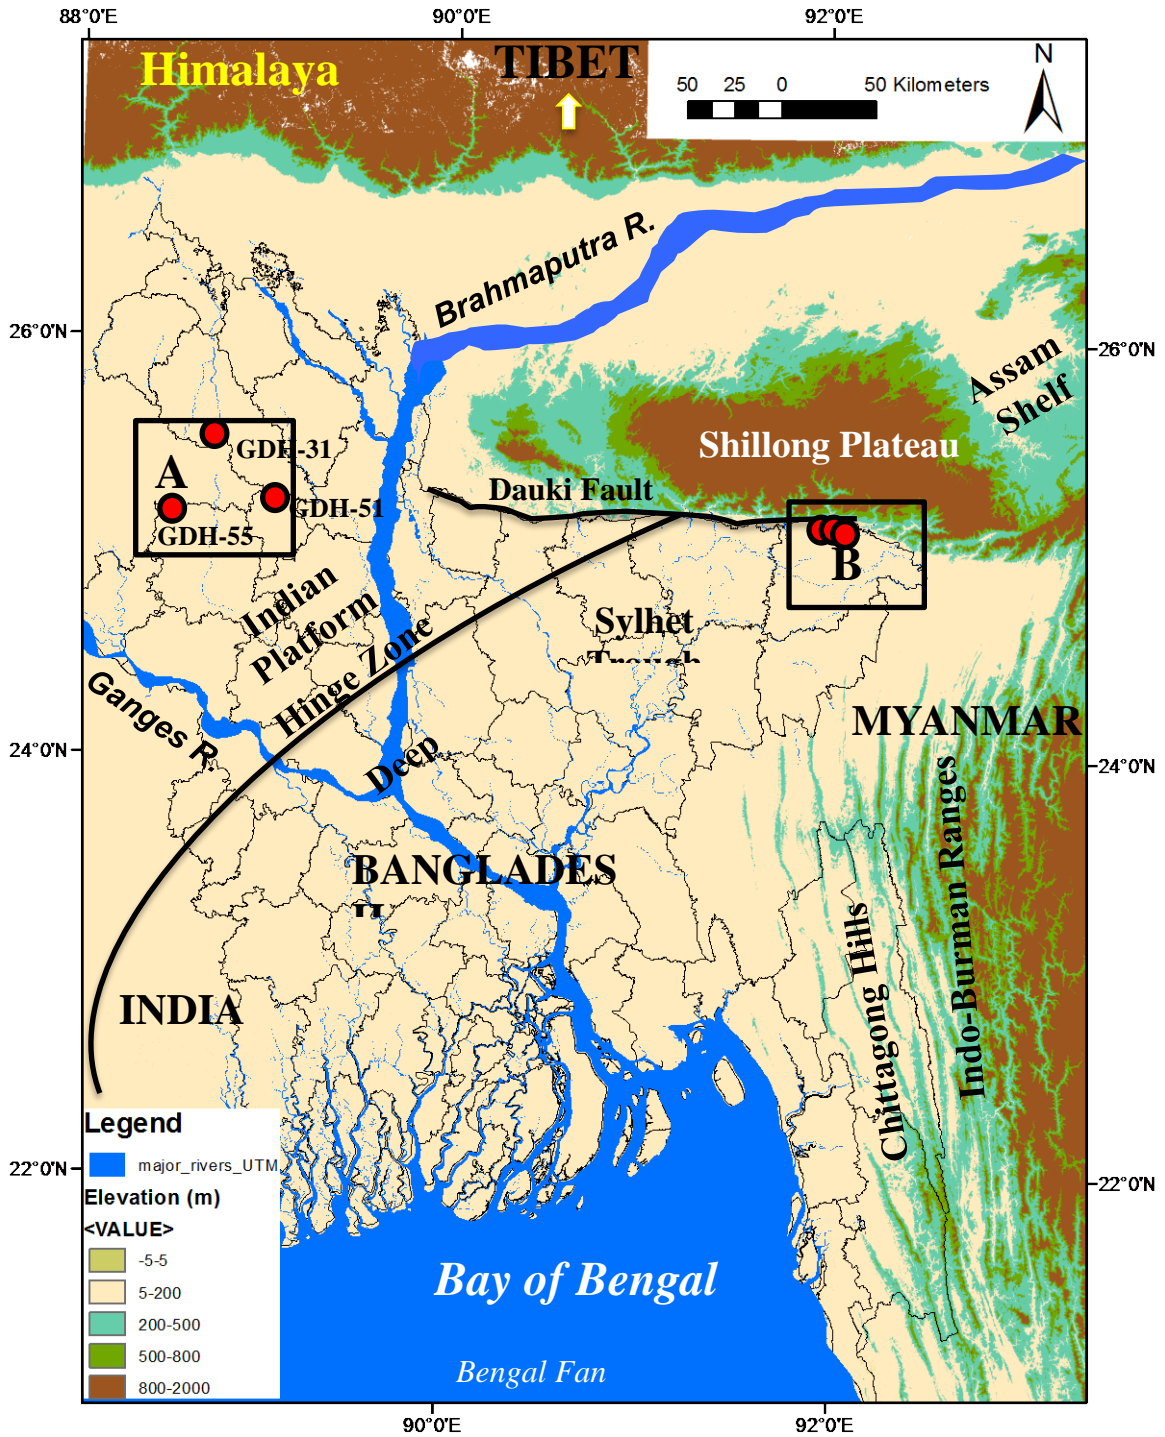 88°0'E
90°0'E
92°0'E
Himalaya
TIBET
N
50 25 0 50 Kilometers
Brahmaputra R.
26°0'N
26°0'N
Assam
Shelf
Shillong Plateau
GDH-31
A
Dauki Fault
GDH-51
GDH-55
B
Indian
Platform
Sylhet
Trough
Hinge Zone
Ganges R.
MYANMAR
24°0'N
24°0'N
Deep
BANGLADES
H
Indo-Burman Ranges
Chittagong Hills
INDIA
Legend
major_rivers_UTM
22°0'N
22°0'N
Elevation (m)
<VALUE>
-5-5
5-200
200-500
500-800
800-2000
Bay of Bengal
Bengal Fan
90°0'E
92°0'E